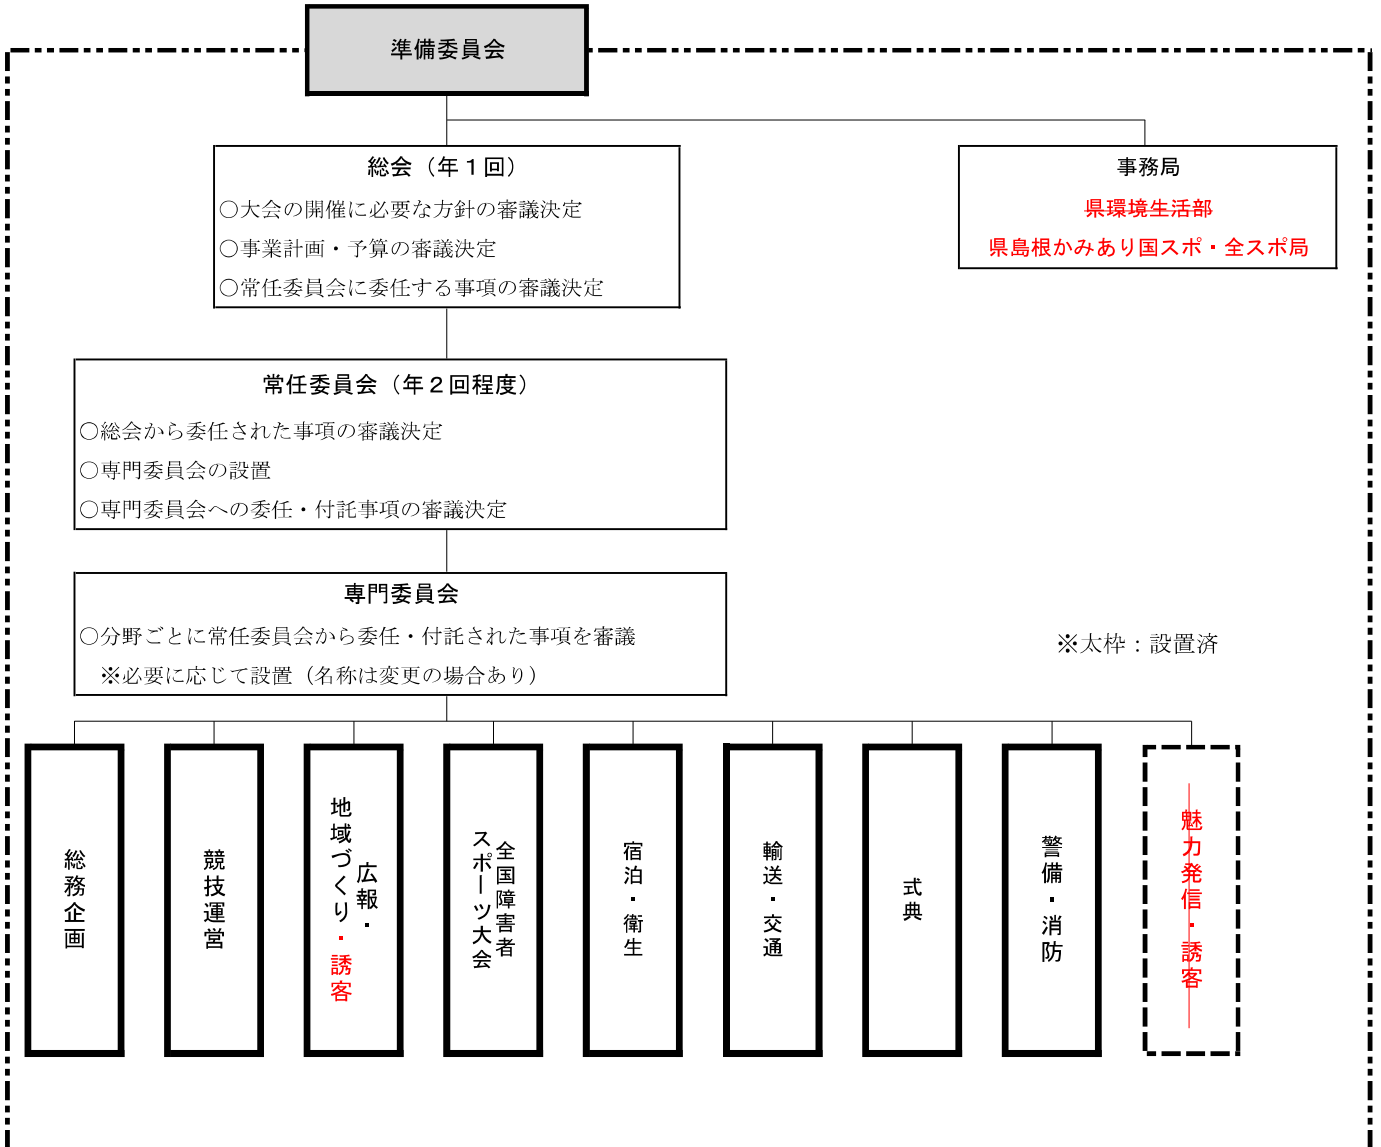 準備委員会
総会（年１回）
○大会の開催に必要な方針の審議決定
○事業計画・予算の審議決定
○常任委員会に委任する事項の審議決定
事務局
県環境生活部
県島根かみあり国スポ・全スポ局
常任委員会（年２回程度）
○総会から委任された事項の審議決定
○専門委員会の設置
○専門委員会への委任・付託事項の審議決定
専門委員会
○分野ごとに常任委員会から委任・付託された事項を審議
※必要に応じて設置（名称は変更の場合あり）
※太枠：設置済
総務企画
競技運営
広報・
地域づくり・誘客
全国障害者
スポーツ大会
宿泊・衛生
輸送・交通
式典
警備・消防
魅力発信・誘客